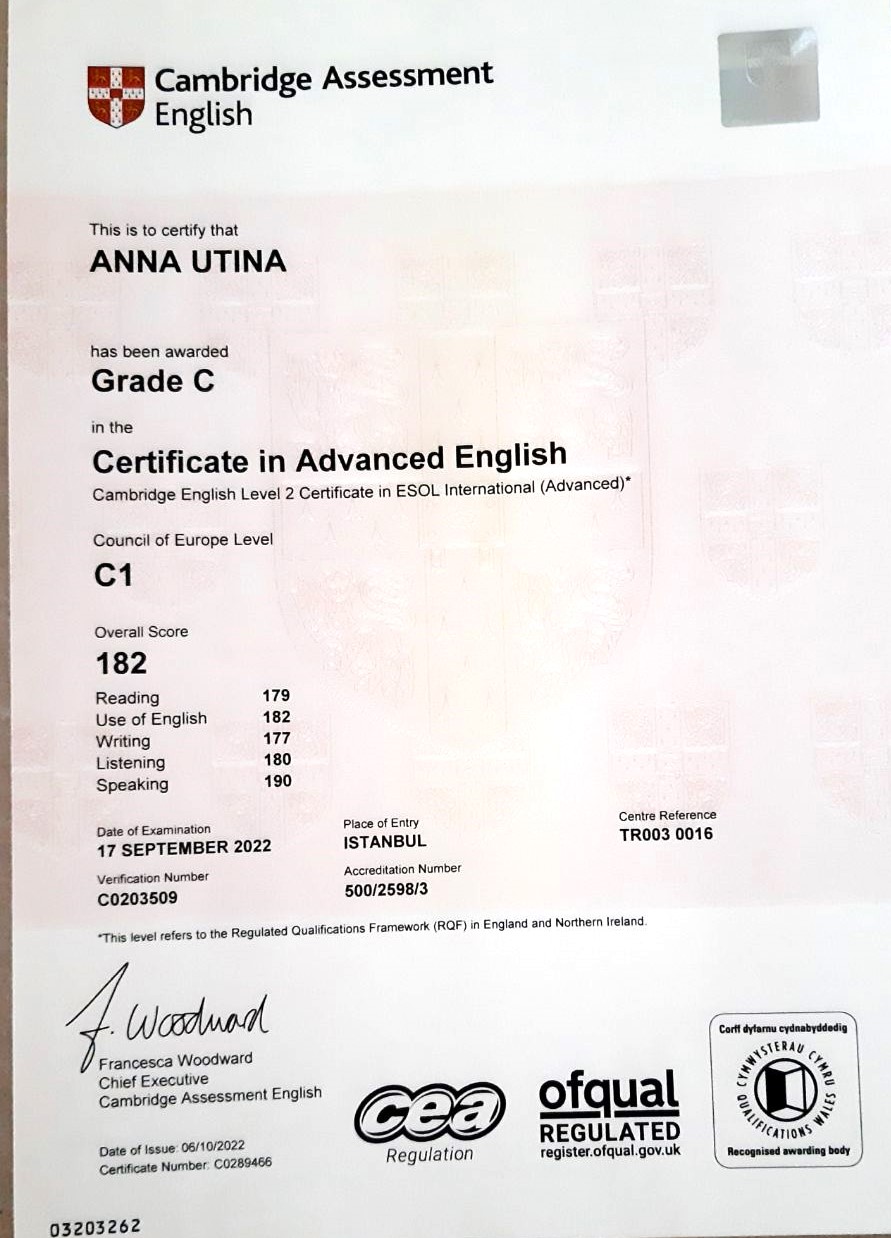 Cambridge Assessment
English
This is to certify that
ANNA UTINA
has been awarded
Grade C
in the
Certificate in Advanced English
Cambridge English Level 2 Certificate in ESOL International (Advanced)*
Council of Europe Level
C1
Overall Score
182
Reading 179
Use of English 182
Writing 177
Listening 180
Speaking 190
Date of Examination
17 SEPTEMBER 2022
Place of Entry
ISTANBUL
Centre Reference
TR003 0016
Verification Number
C0203509
Accreditation Number
500/2598/3
*This level refers to the Regulated Qualifications Framework (RQF) in England and Northern Ireland.
F. Woodward
Francesca Woodward
Chief Executive
Cambridge Assessment English
Date of Issue: 06/10/2022
Certificate Number: C0289466
cea
Regulation
ofqual
REGULATED
register.ofqual.gov.uk
Corff dyfarnu cydnabyddedig
CYMWYSTERAU CYMRU
QUALIFICATIONS WALES
Recognised awarding body
03203262